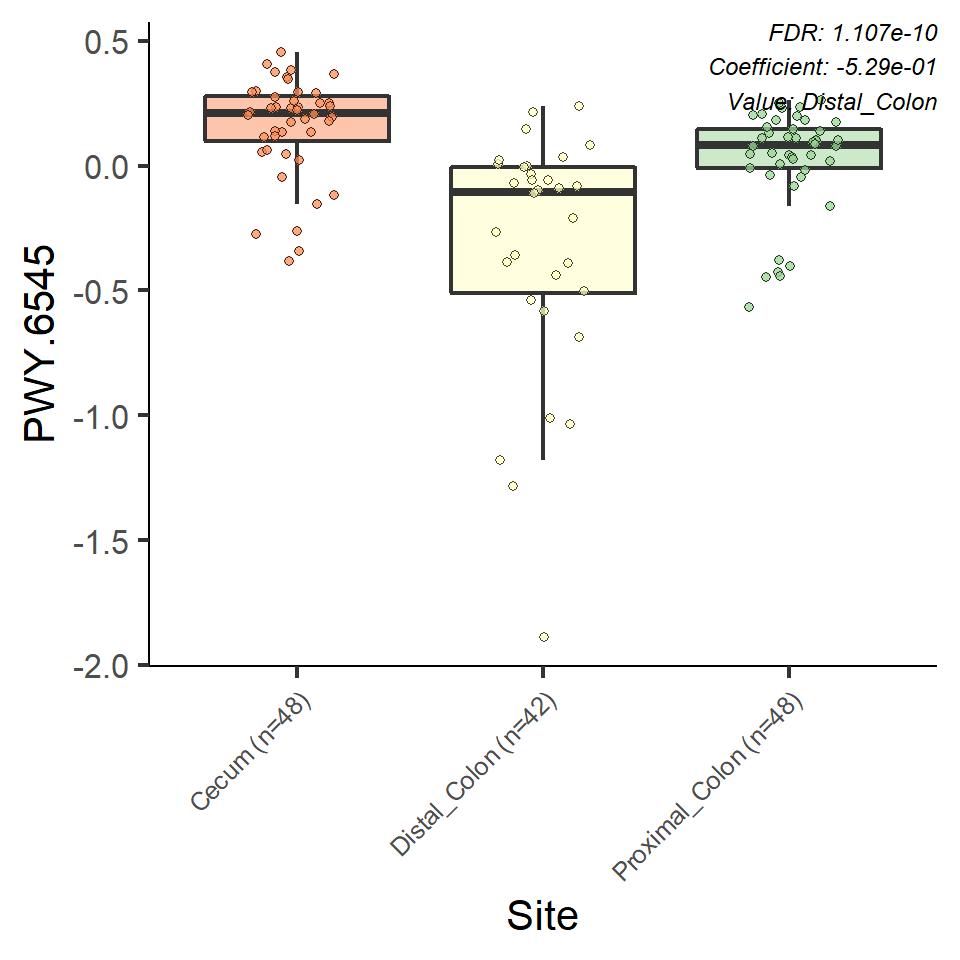 FDR: 1.107e-10
Coefficient: -5.29e-01
Value: Distal_Colon
0.5
0.0
-0.5
-1.0
-1.5
-2.0
PWY.6545
Cecum (n=48)
Distal_Colon (n=42)
Proximal_Colon (n=48)
Site